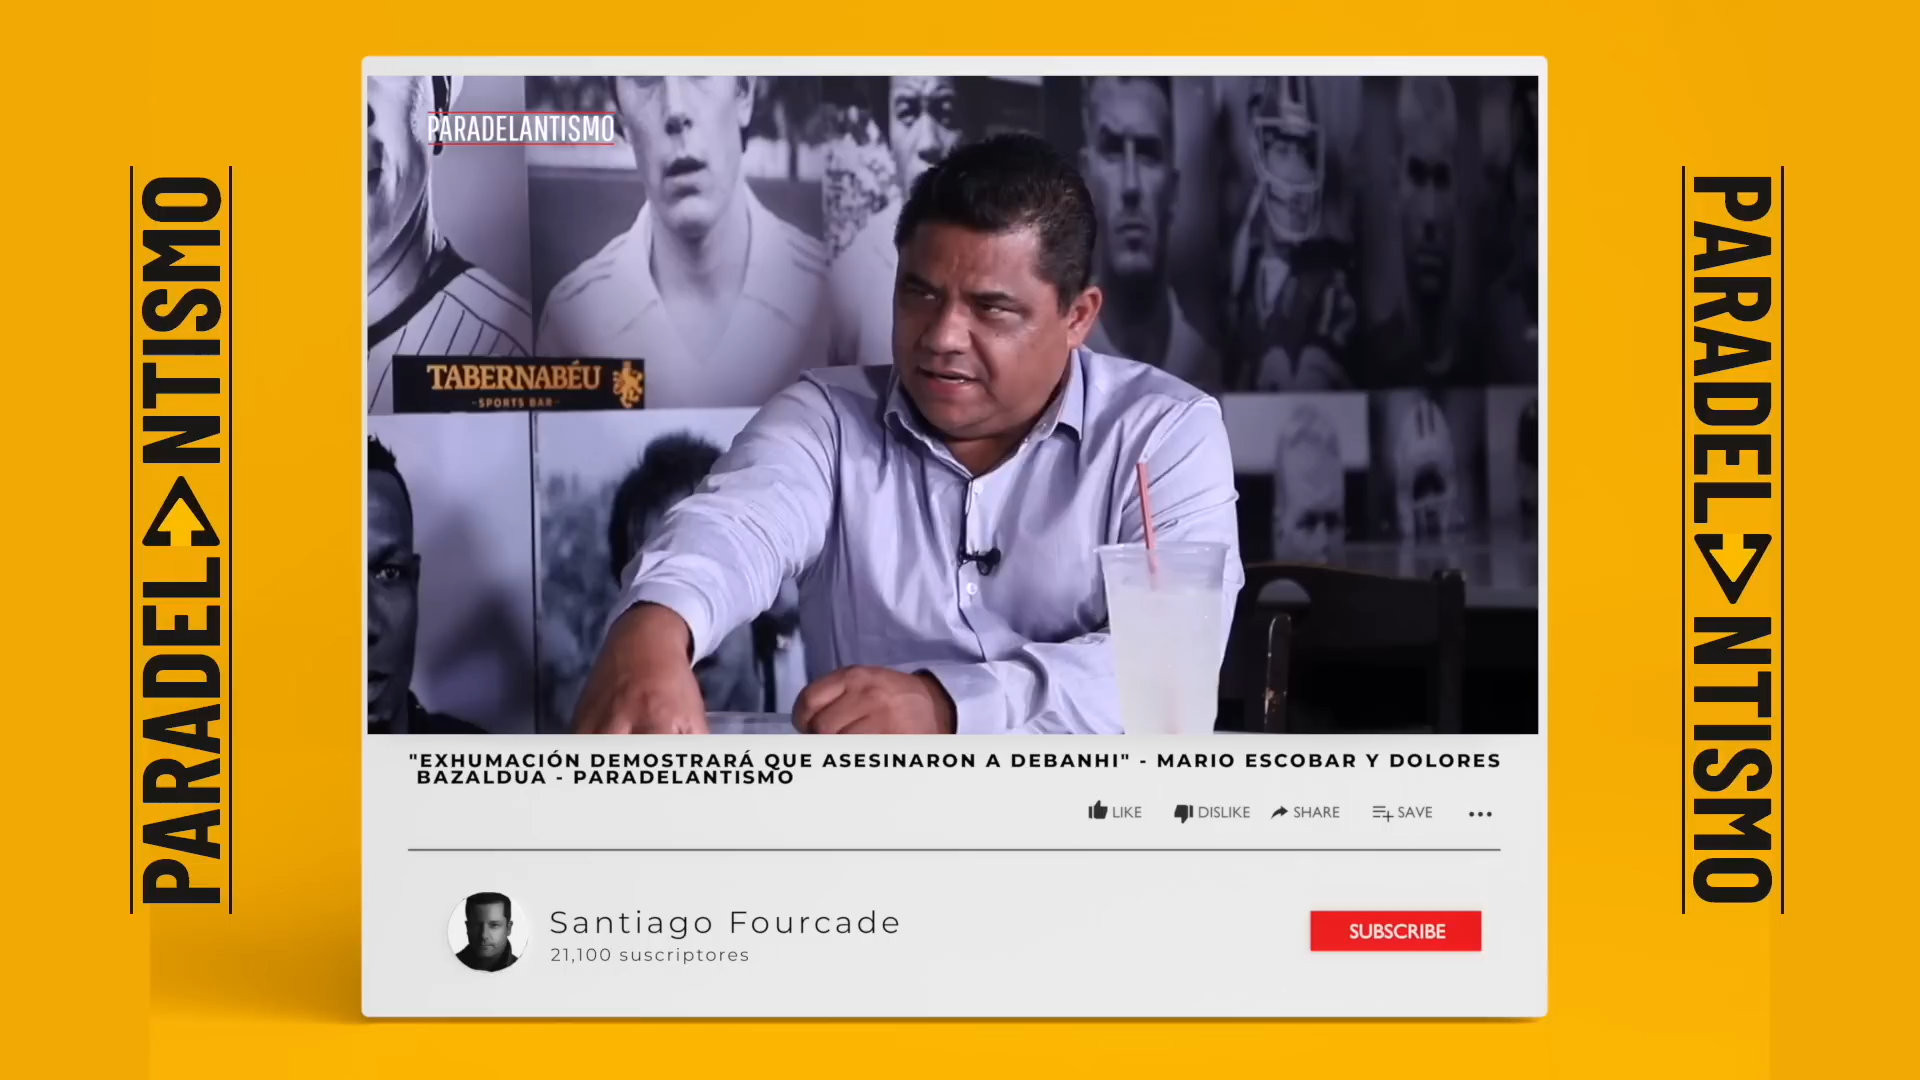 PARADELANTISMO
PARADELANTISMO
TABERNABÉU
-SPORTS BAR-
PARADELANTISMO
"EXHUMACIÓN DEMOSTRARÁ QUE ASESINARON A DEBANHI" - MARIO ESCOBAR Y DOLORES
BAZALDUA - PARADELANTISMO
LIKE DISLIKE SHARE SAVE
Santiago Fourcade
21,100 suscriptores
SUBSCRIBE